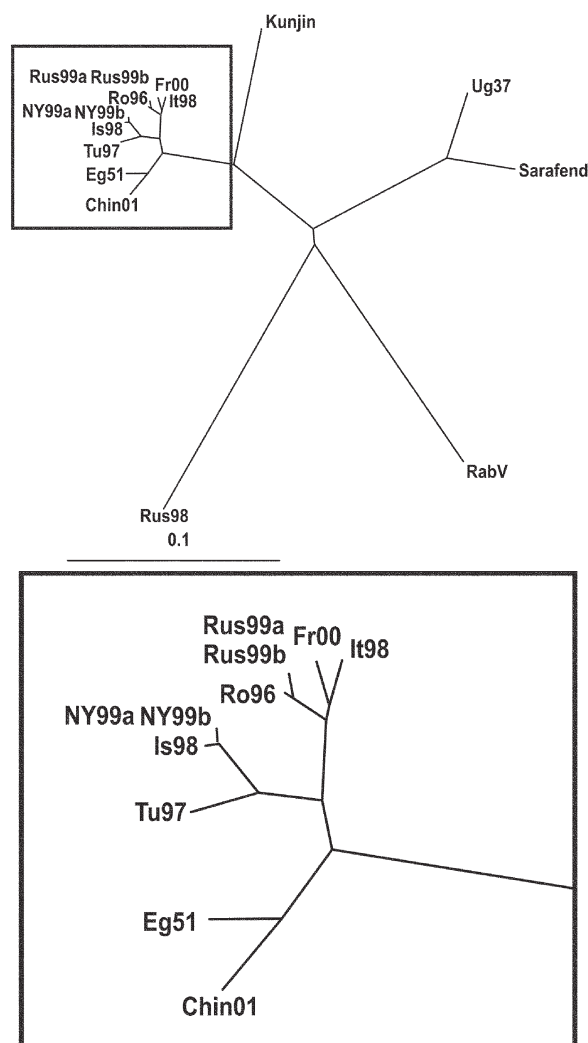 Kunjin
Rus99a Rus99b
Fr00
Ro96
It98
NY99a NY99b
Is98
Tu97
Eg51
Chin01
Ug37
Sarafend
RabV
Rus98
0.1
Rus99a
Fr00
Rus99b
It98
Ro96
NY99a NY99b
Is98
Tu97
Eg51
Chin01